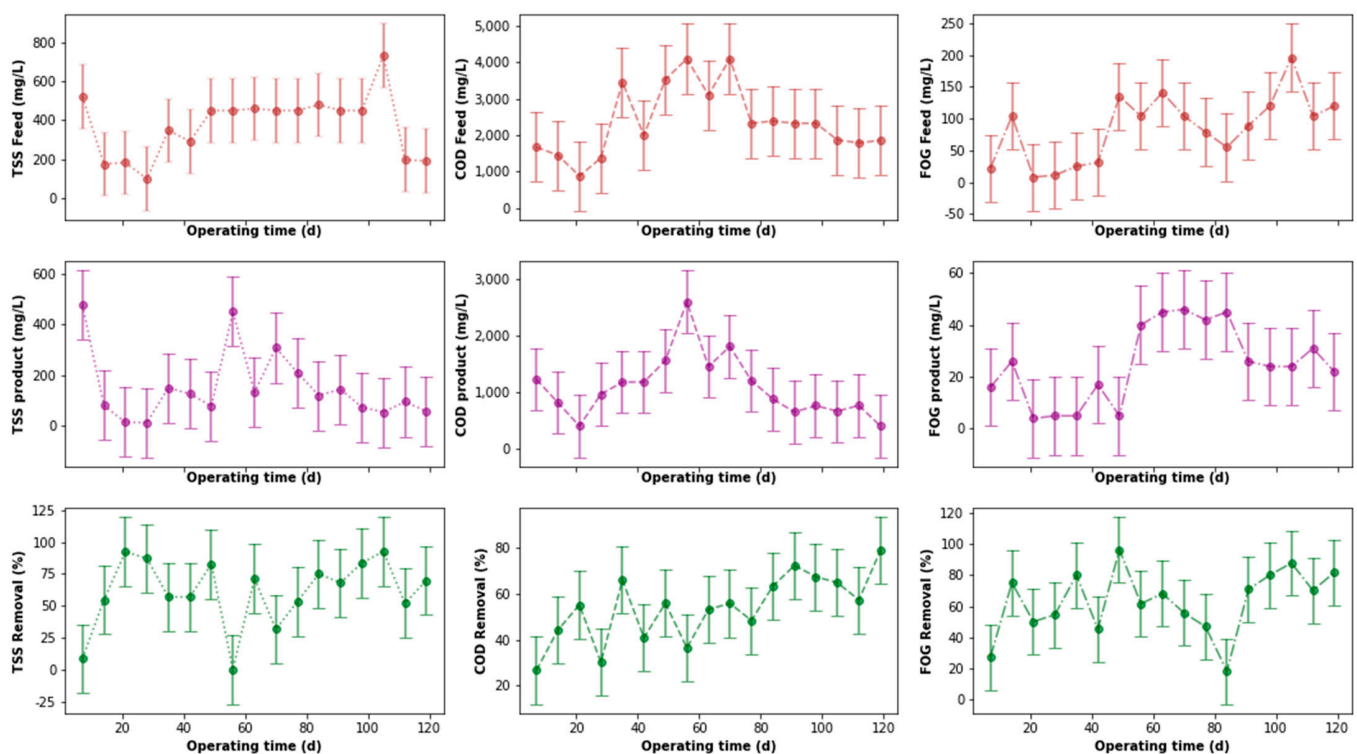 TSS Feed (mg/L)
800
600
400
200
0
Operating time (d)
COD Feed (mg/L)
5,000
4,000
3,000
2,000
1,000
0
Operating time (d)
FOG Feed (mg/L)
250
200
150
100
50
0
-50
Operating time (d)
TSS product (mg/L)
600
400
200
0
Operating time (d)
COD product (mg/L)
3,000
2,000
1,000
0
Operating time (d)
FOG product (mg/L)
60
40
20
0
Operating time (d)
TSS Removal (%)
125
100
75
50
25
0
-25
20 40 60 80 100 120
Operating time (d)
COD Removal (%)
80
60
40
20
20 40 60 80 100 120
Operating time (d)
FOG Removal (%)
120
100
80
60
40
20
0
20 40 60 80 100 120
Operating time (d)